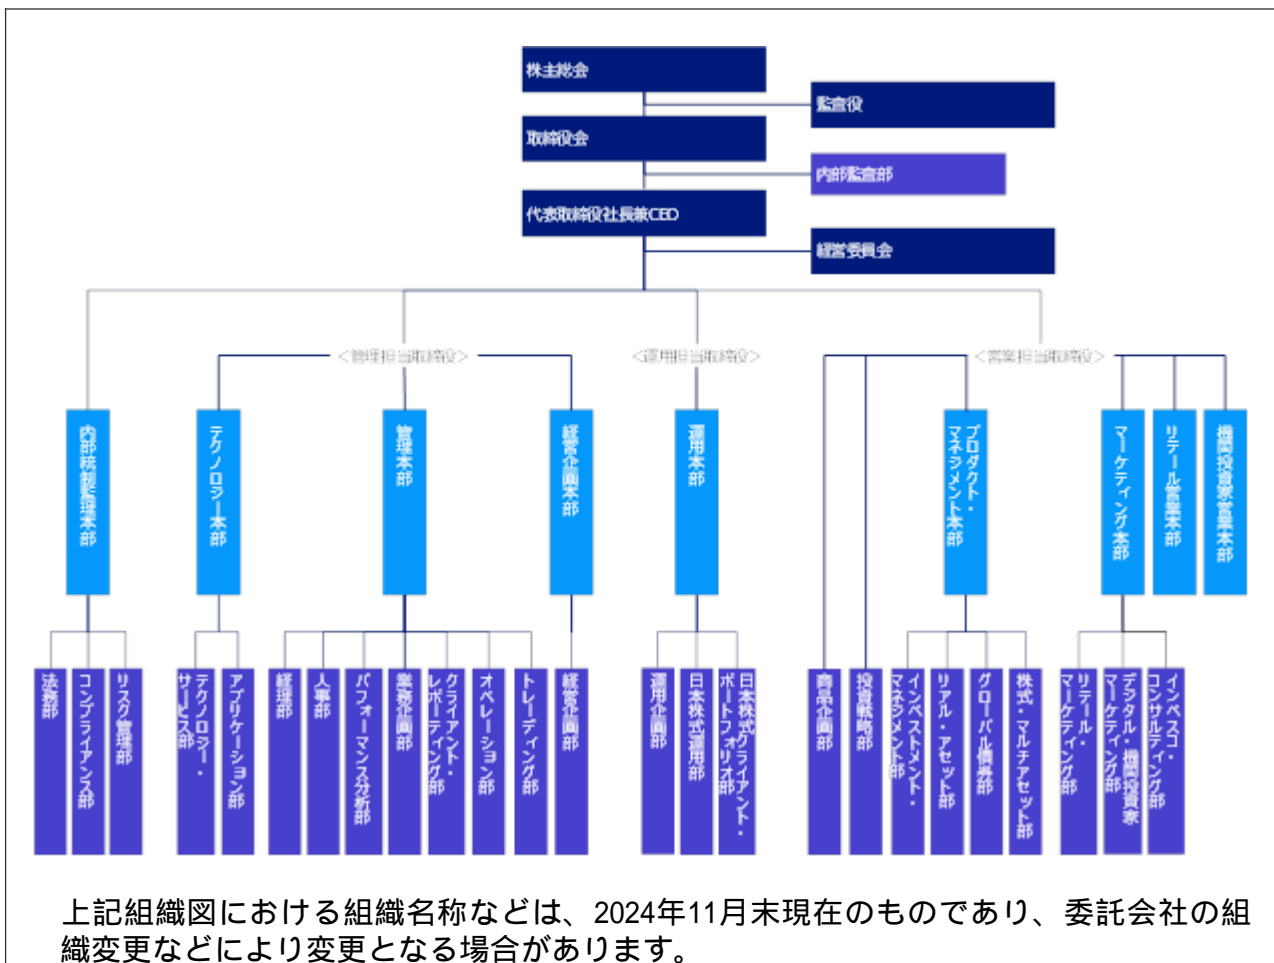 株主総会
監査役
取締役会
内部監査部
代表取締役社長兼CEO
経営委員会
＜管理担当取締役＞
＜運用担当取締役＞
＜営業担当取締役＞
内部統制監理本部
テクノロジー本部
管理本部
経営企画本部
運用本部
プロダクト・
マネジメント本部
マーケティング本部
リテール営業本部
機関投資家営業本部
法務部
コンプライアンス部
リスク管理部
テクノロジー・
サービス部
アプリケーション部
経理部
人事部
パフォーマンス分析部
業務企画部
クライアント・
レポーティング部
オペレーション部
トレーディング部
経営企画部
運用企画部
日本株式運用部
日本株式クライアント・
ポートフォリオ部
商品企画部
投資戦略部
インベストメント・
マネジメント部
リアル・アセット部
グローバル債券部
株式・マルチアセット部
リテール・
マーケティング部
デジタル・機関投資家
マーケティング部
インベスコ・
コンサルティング部
上記組織図における組織名称などは、2024年11月末現在のものであり、委託会社の組
織変更などにより変更となる場合があります。